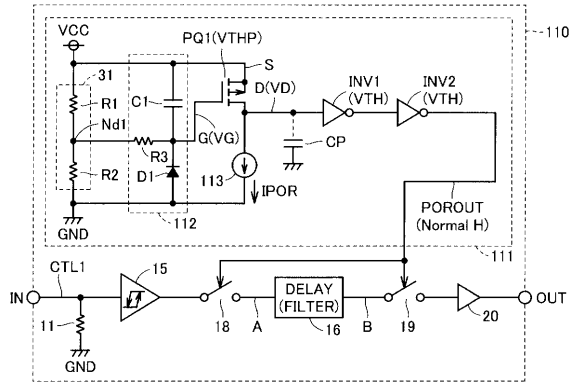 110
VCC
PQ1(VTHP)
31
S
R1
C1
D(VD)
INV1
(VTH)
INV2
(VTH)
Nd1
R3
G(VG)
CP
R2
D1
113
IPOR
POROUT
(Normal H)
GND
112
111
CTL1
15
IN
DELAY
(FILTER)
OUT
11
18
A
16
B
19
20
GND